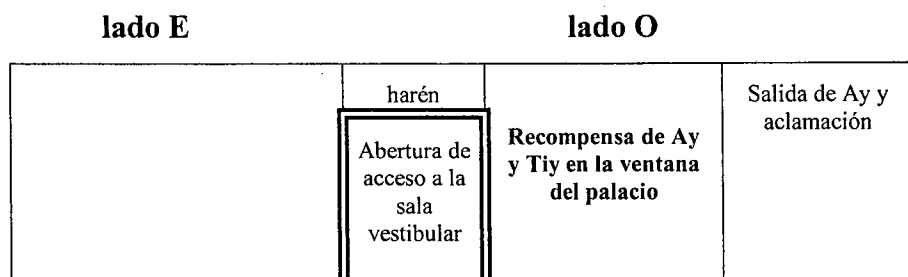 lado E
lado O
harén
Abertura de
acceso a la
sala
vestibular
Recompensa de Ay
y Tiy en la ventana
del palacio
Salida de Ay y
aclamación